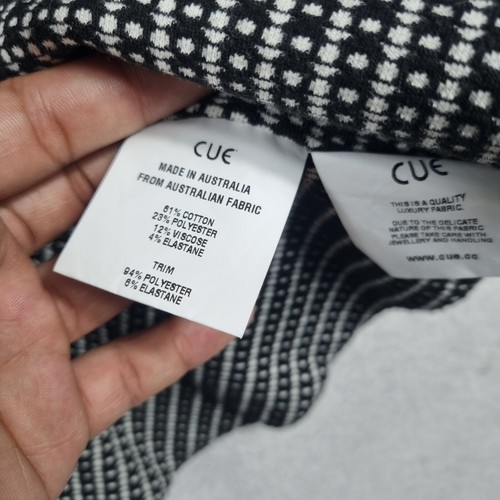 CUE
MADE IN AUSTRALIA
FROM AUSTRALIAN FABRIC
61% COTTON
23% POLYESTER
12% VISCOSE
4% ELASTANE
TRIM
94% POLYESTER
6% ELASTANE
CUE
THIS IS A QUALITY
LUXURY FABRIC.
DUE TO THE DELICATE
NATURE OF THIS FABRIC
PLEASE TAKE CARE WITH
JEWELLERY AND HANDLING
www.cue.cc